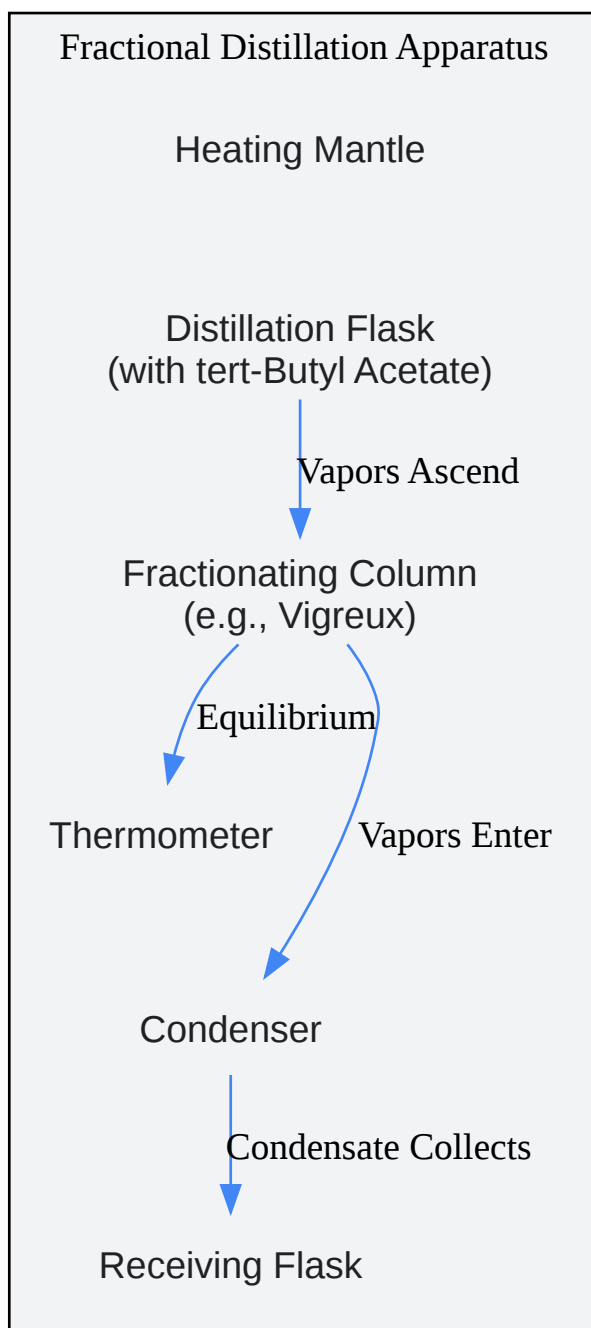 Fractional Distillation Apparatus
Heating Mantle
Distillation Flask
(with tert-Butyl Acetate)
Vapors Ascend
Fractionating Column
(e.g., Vigreux)
Equilibrium
Thermometer
Vapors Enter
Condenser
Condensate Collects
Receiving Flask